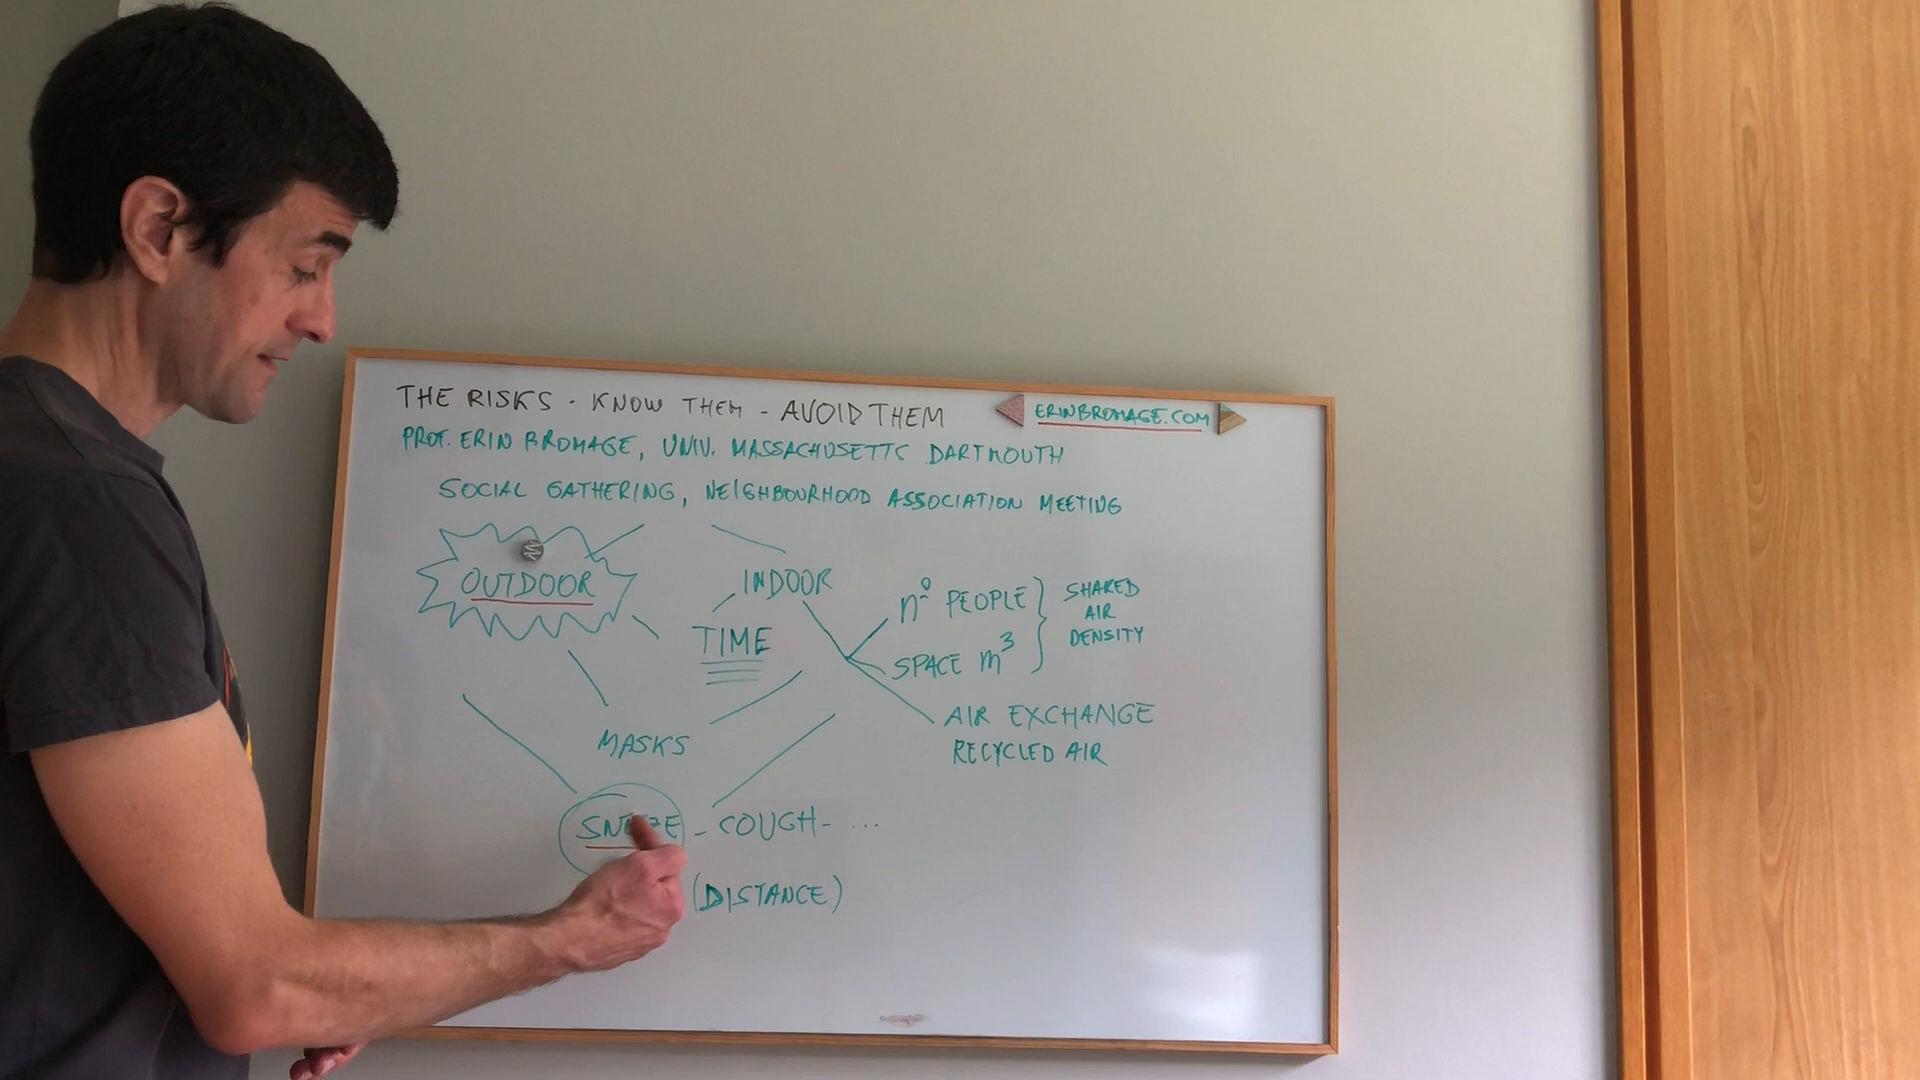 THE RISKS - KNOW THEM - AVOID THEM
ERINBROMAGE.COM
PROF. ERIN BROMAGE, UNIV. MASSACHUSETTS DARTMOUTH
SOCIAL GATHERING, NEIGHBOURHOOD ASSOCIATION MEETING
OUTDOOR
INDOOR
TIME
nº PEOPLE
SPACE m³
SHARED
AIR
DENSITY
AIR EXCHANGE
RECYCLED AIR
MASKS
SNEEZE - COUGH - ...
(DISTANCE)